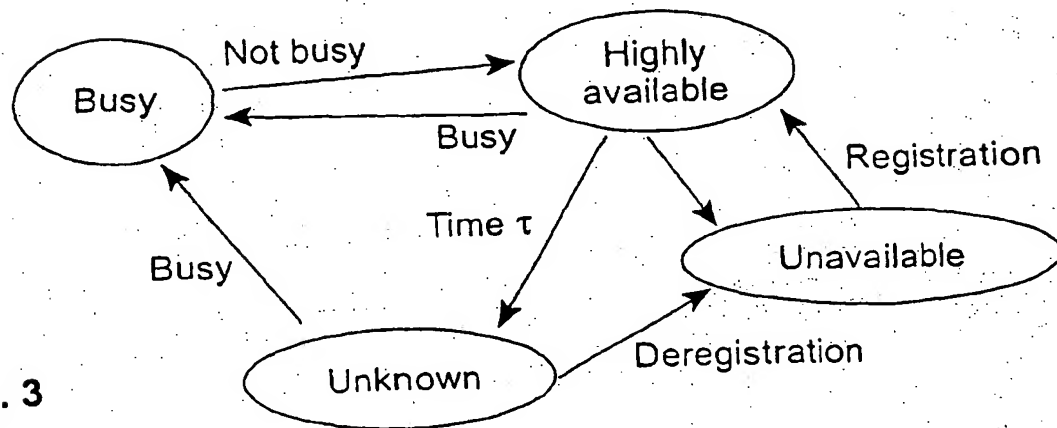 Not busy
Highly
available
Busy
Busy
Registration
Time τ
Unavailable
Busy
Deregistration
Unknown
. 3